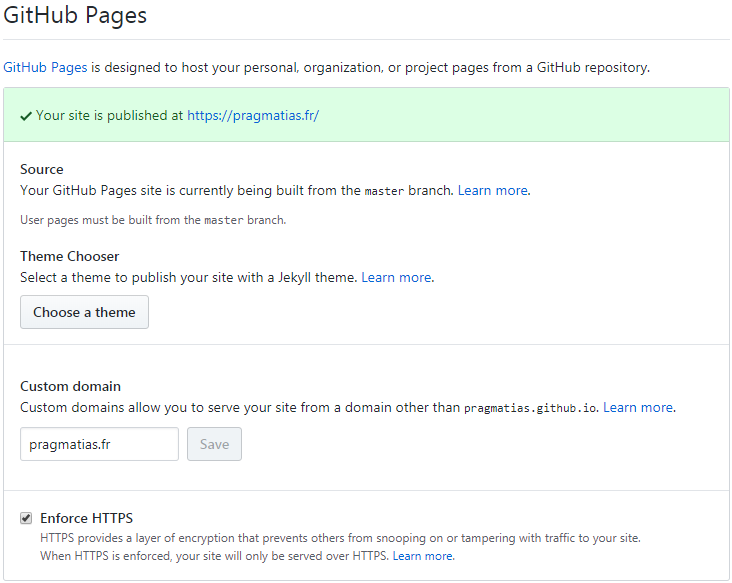 GitHub Pages
GitHub Pages is designed to host your personal, organization, or project pages from a GitHub repository.
Your site is published at https://pragmatias.fr/
Source
Your GitHub Pages site is currently being built from the master branch. Learn more.
User pages must be built from the master branch.
Theme Chooser
Select a theme to publish your site with a Jekyll theme. Learn more.
Choose a theme
Custom domain
Custom domains allow you to serve your site from a domain other than pragmatias.github.io. Learn more.
pragmatias.fr Save
Enforce HTTPS
HTTPS provides a layer of encryption that prevents others from snooping on or tampering with traffic to your site.
When HTTPS is enforced, your site will only be served over HTTPS. Learn more.